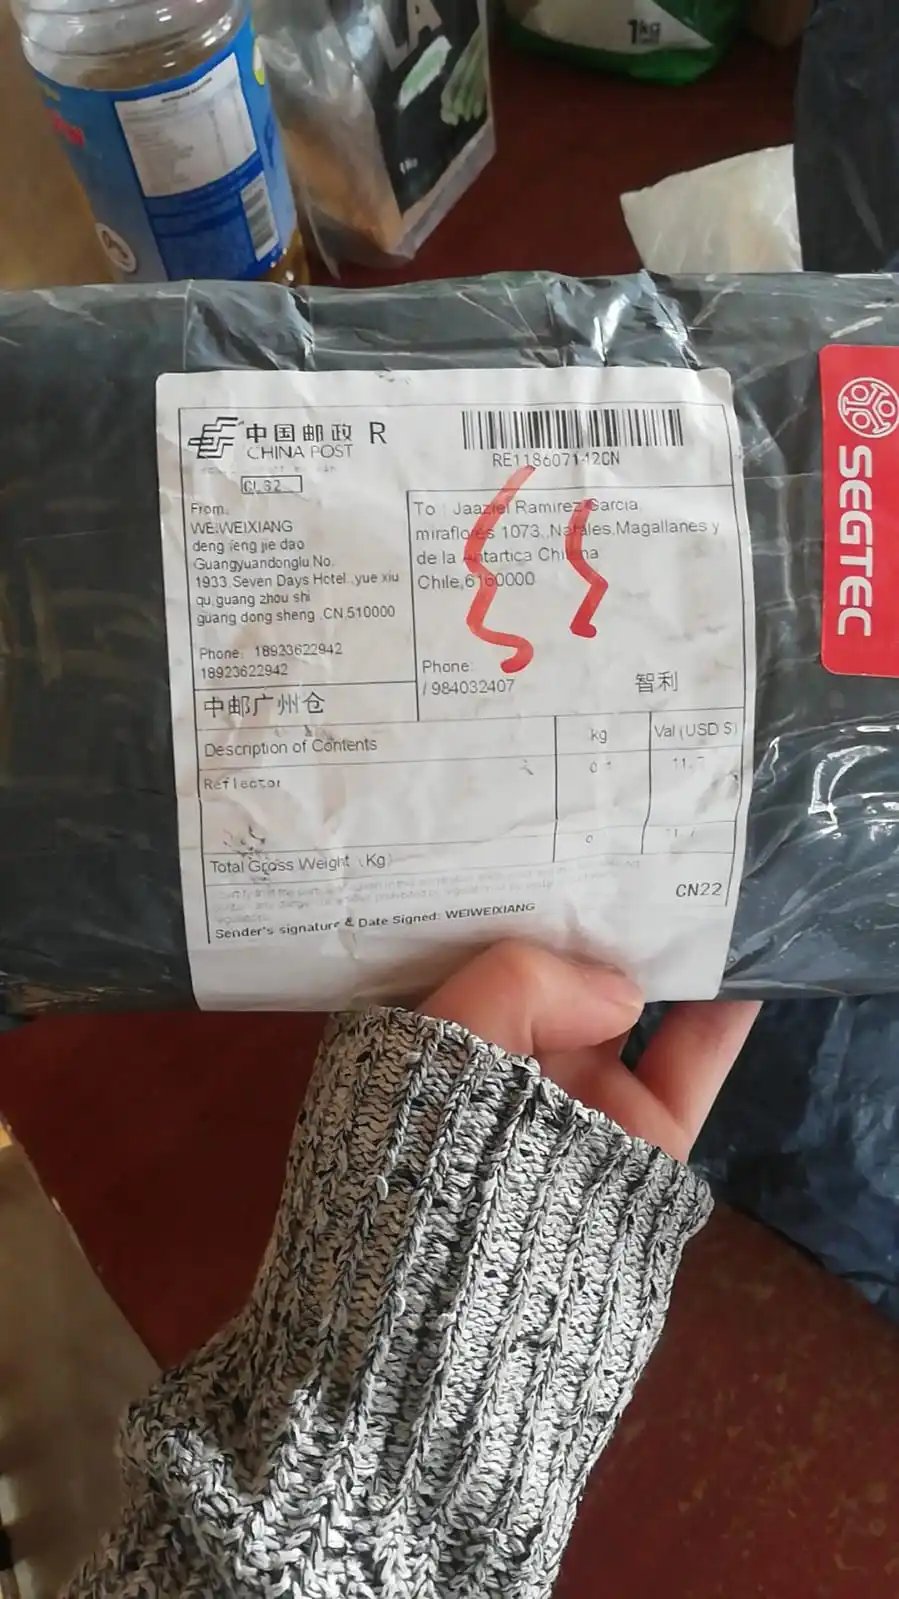 LA
1kg
中国邮政 R
CHINA POST
RE118607142CN
From:
WEIWEIXIANG
deng feng jie dao
Guangyuandonglu No.
1933,Seven Days Hotel,,yue xiu
qu,guang zhou shi
guang dong sheng ,CN,510000
Phone: 18923622942
18923622942
中邮广州仓
To : Jaaziel Ramirez Garcia,
miraflores 1073,,Natales,Magallanes y
de la Antartica Chilena
Chile,6160000
Phone:
/ 984032407
智利
Description of Contents
kg
Val (USD $)
Reflector
Total Gross Weight (Kg)
CN22
Sender's signature & Date Signed: WEIWEIXIANG
SEGTEC